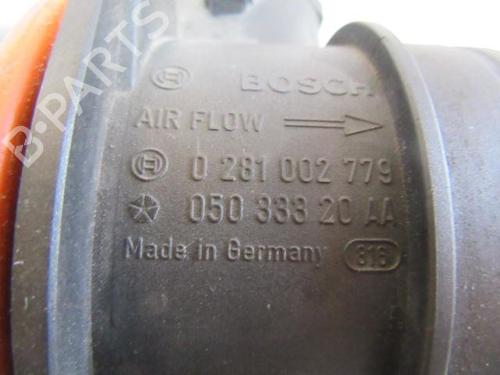 BOSCH
AIR FLOW
0 281 002 779
050 333 20 AA
Made in Germany 816
B-PARTS